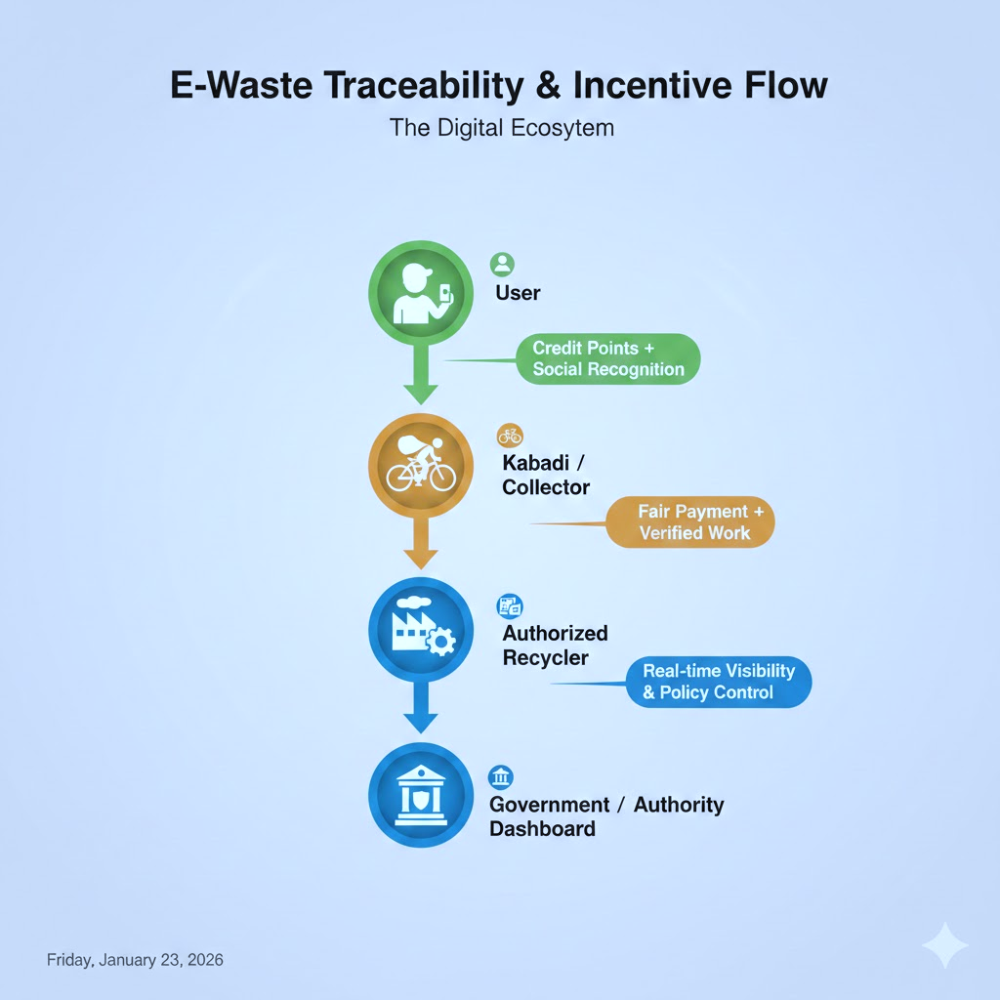 E-Waste Traceability & Incentive Flow
The Digital Ecosytem
User
Credit Points +
Social Recognition
Kabadi /
Collector
Fair Payment +
Verified Work
Authorized
Recycler
Real-time Visibility
& Policy Control
Government / Authority
Dashboard
Friday, January 23, 2026